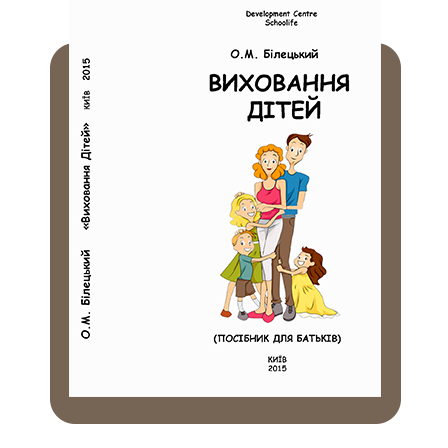 Development Centre
Schoolife
О.М. Білецький
ВИХОВАННЯ
ДІТЕЙ
(ПОСІБНИК ДЛЯ БАТЬКІВ)
КИЇВ
2015
О.М. Білецький «Виховання Дітей» КИЇВ 2015